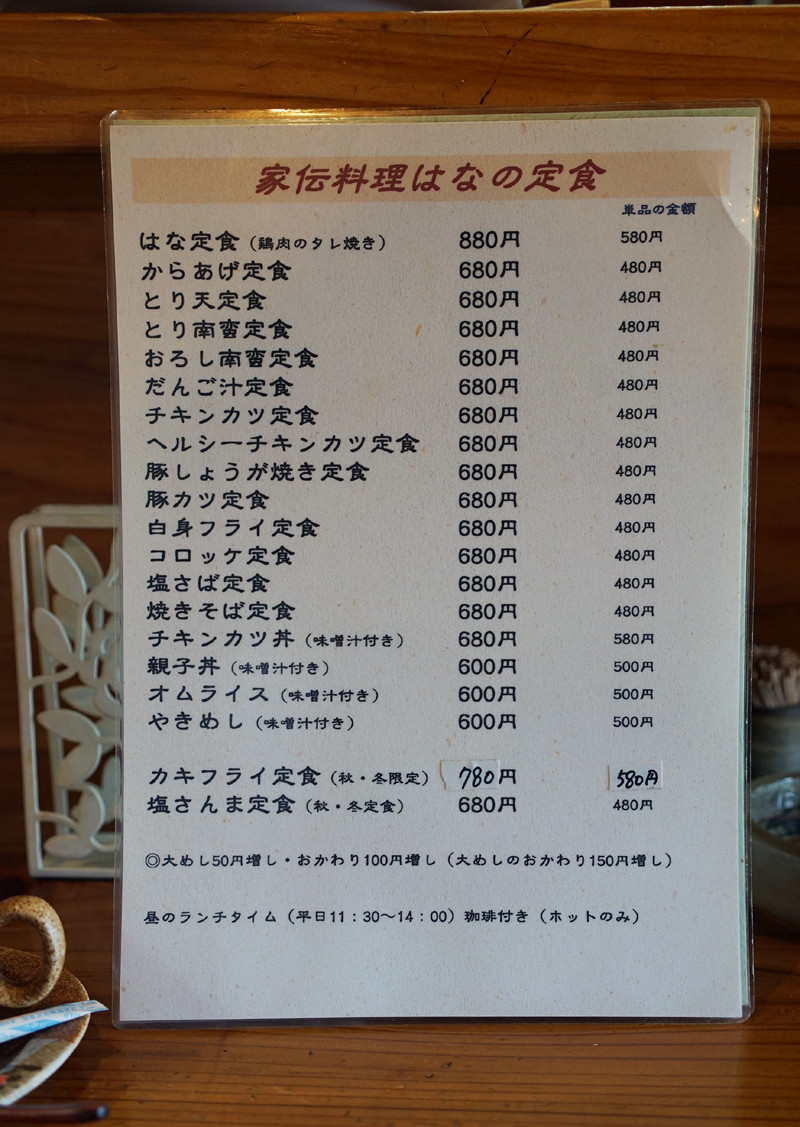 家伝料理はなの定食
単品の金額
はな定食（鶏肉のタレ焼き） 880円 580円
からあげ定食 680円 480円
とり天定食 680円 480円
とり南蛮定食 680円 480円
おろし南蛮定食 680円 480円
だんご汁定食 680円 480円
チキンカツ定食 680円 480円
ヘルシーチキンカツ定食 680円 480円
豚しょうが焼き定食 680円 480円
豚カツ定食 680円 480円
白身フライ定食 680円 480円
コロッケ定食 680円 480円
塩さば定食 680円 480円
焼きそば定食 680円 480円
チキンカツ丼（味噌汁付き） 680円 580円
親子丼（味噌汁付き） 600円 500円
オムライス（味噌汁付き） 600円 500円
やきめし（味噌汁付き） 600円 500円
カキフライ定食（秋・冬限定） 780円 580円
塩さんま定食（秋・冬定食） 680円 480円
◎大めし50円増し・おかわり100円増し（大めしのおかわり150円増し）
昼のランチタイム（平日11：30～14：00）珈琲付き（ホットのみ）